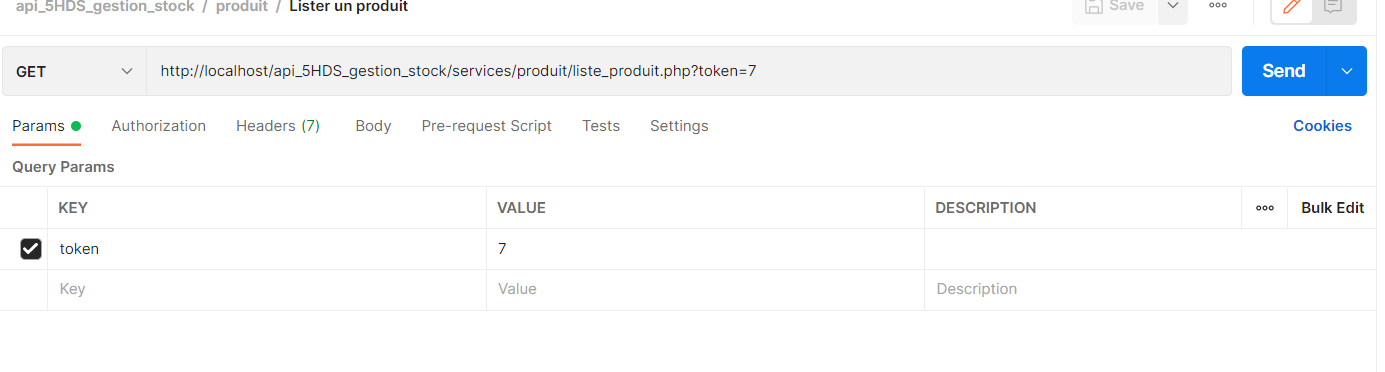 api_5HDS_gestion_stock / produit / Lister un produit Save
GET http://localhost/api_5HDS_gestion_stock/services/produit/liste_produit.php?token=7 Send
Params Authorization Headers (7) Body Pre-request Script Tests Settings Cookies
Query Params
KEY VALUE DESCRIPTION Bulk Edit
token 7
Key Value Description